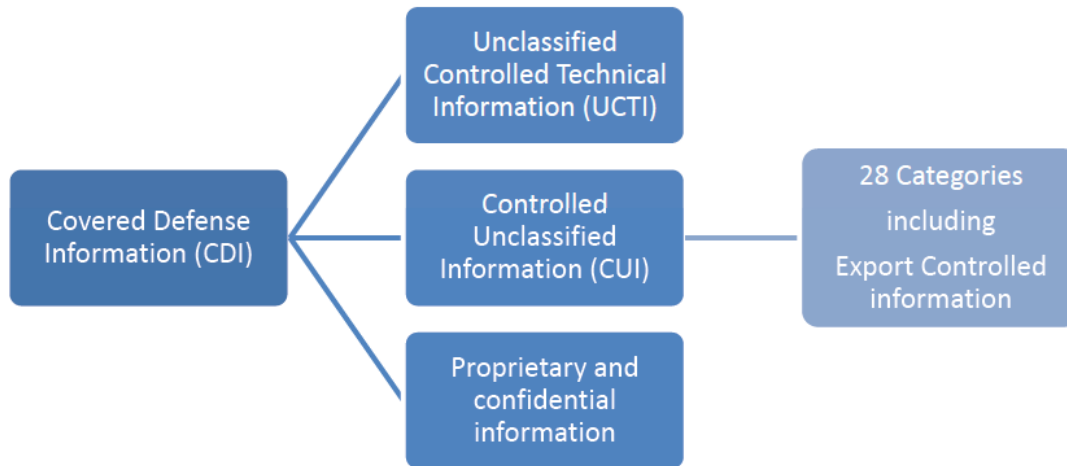 Covered Defense
Information (CDI)
Unclassified
Controlled Technical
Information (UCTI)
Controlled
Unclassified
Information (CUI)
Proprietary and
confidential
information
28 Categories
including
Export Controlled
information